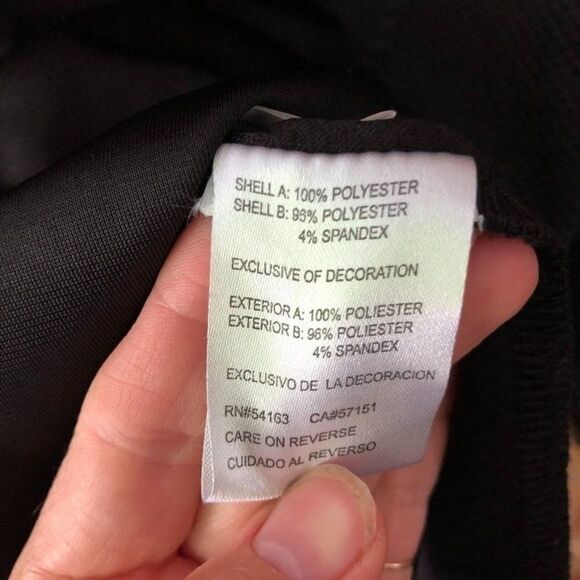 SHELL A: 100% POLYESTER
SHELL B: 96% POLYESTER
4% SPANDEX
EXCLUSIVE OF DECORATION
EXTERIOR A: 100% POLIESTER
EXTERIOR B: 96% POLIESTER
4% SPANDEX
EXCLUSIVO DE LA DECORACION
RN#54163 CA#57151
CARE ON REVERSE
CUIDADO AL REVERSO